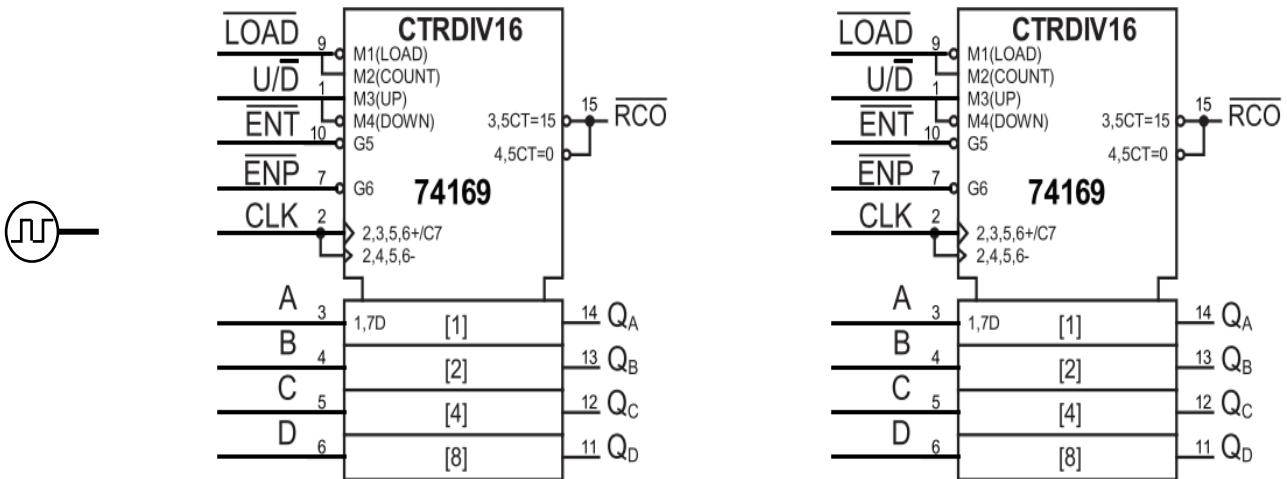 CTRDIV16
LOAD 9 M1(LOAD)
M2(COUNT)
U/D 1 M3(UP)
M4(DOWN) 3,5CT=15 15 RCO
ENT 10 G5
4,5CT=0
ENP 7 G6
74169
CLK 2 2,3,5,6+/C7
2,4,5,6-
A 3 1,7D [1] 14 QA
B 4 [2] 13 QB
C 5 [4] 12 QC
D 6 [8] 11 QD
CTRDIV16
LOAD 9 M1(LOAD)
M2(COUNT)
U/D 1 M3(UP)
M4(DOWN) 3,5CT=15 15 RCO
ENT 10 G5
4,5CT=0
ENP 7 G6
74169
CLK 2 2,3,5,6+/C7
2,4,5,6-
A 3 1,7D [1] 14 QA
B 4 [2] 13 QB
C 5 [4] 12 QC
D 6 [8] 11 QD